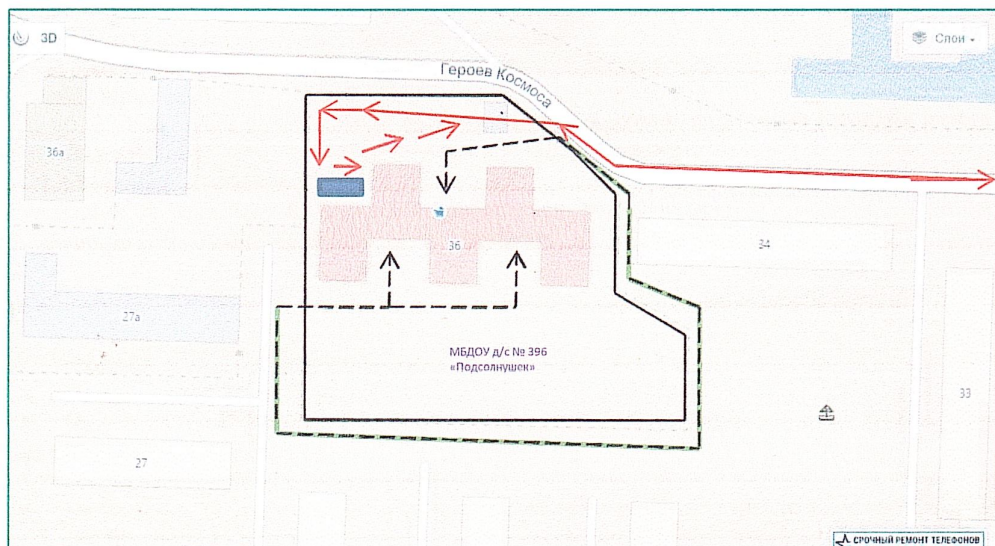 3D
Слои
Героев Космоса
36а
36
34
27а
МБДОУ д/с № 396
«Подсолнушек»
33
27
СРОЧНЫЙ РЕМОНТ ТЕЛЕФОНОВ